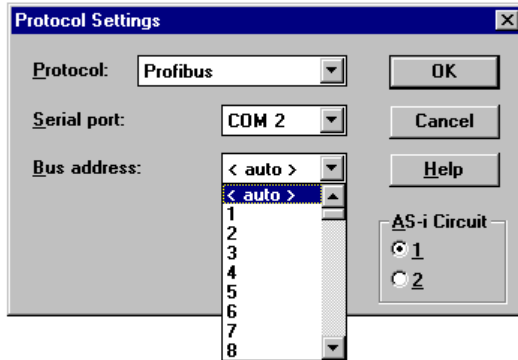 Protocol Settings
Protocol: Profibus
OK
Serial port: COM 2
Cancel
Bus address: < auto >
Help
< auto >
1
2
3
4
5
6
7
8
AS-i Circuit
1
2